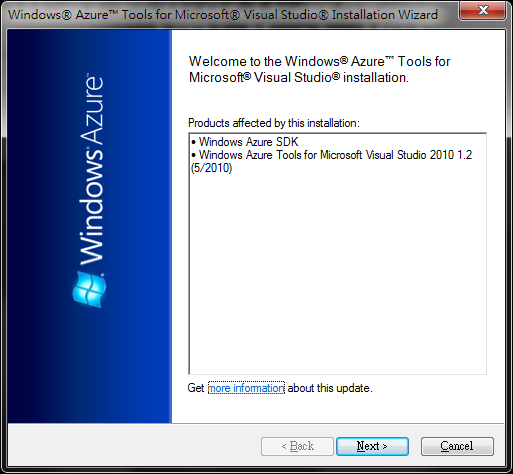 Windows® Azure™ Tools for Microsoft® Visual Studio® Installation Wizard
Welcome to the Windows® Azure™ Tools for
Microsoft® Visual Studio® installation.
Products affected by this installation:
• Windows Azure SDK
• Windows Azure Tools for Microsoft Visual Studio 2010 1.2
(5/2010)
Windows® Azure™
Get more information about this update.
< Back
Next >
Cancel